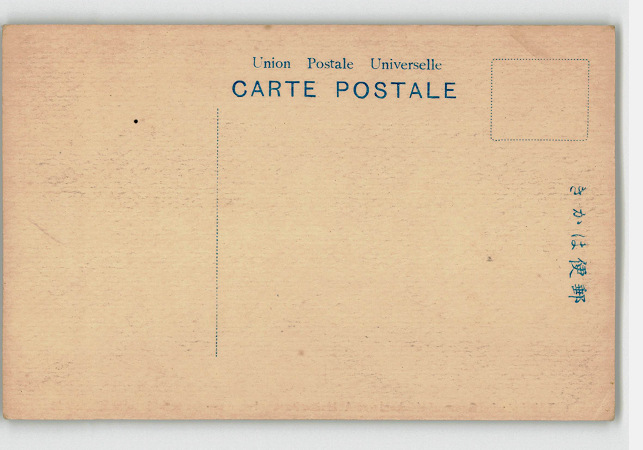 Union Postale Universelle
CARTE POSTALE
郵便はかき